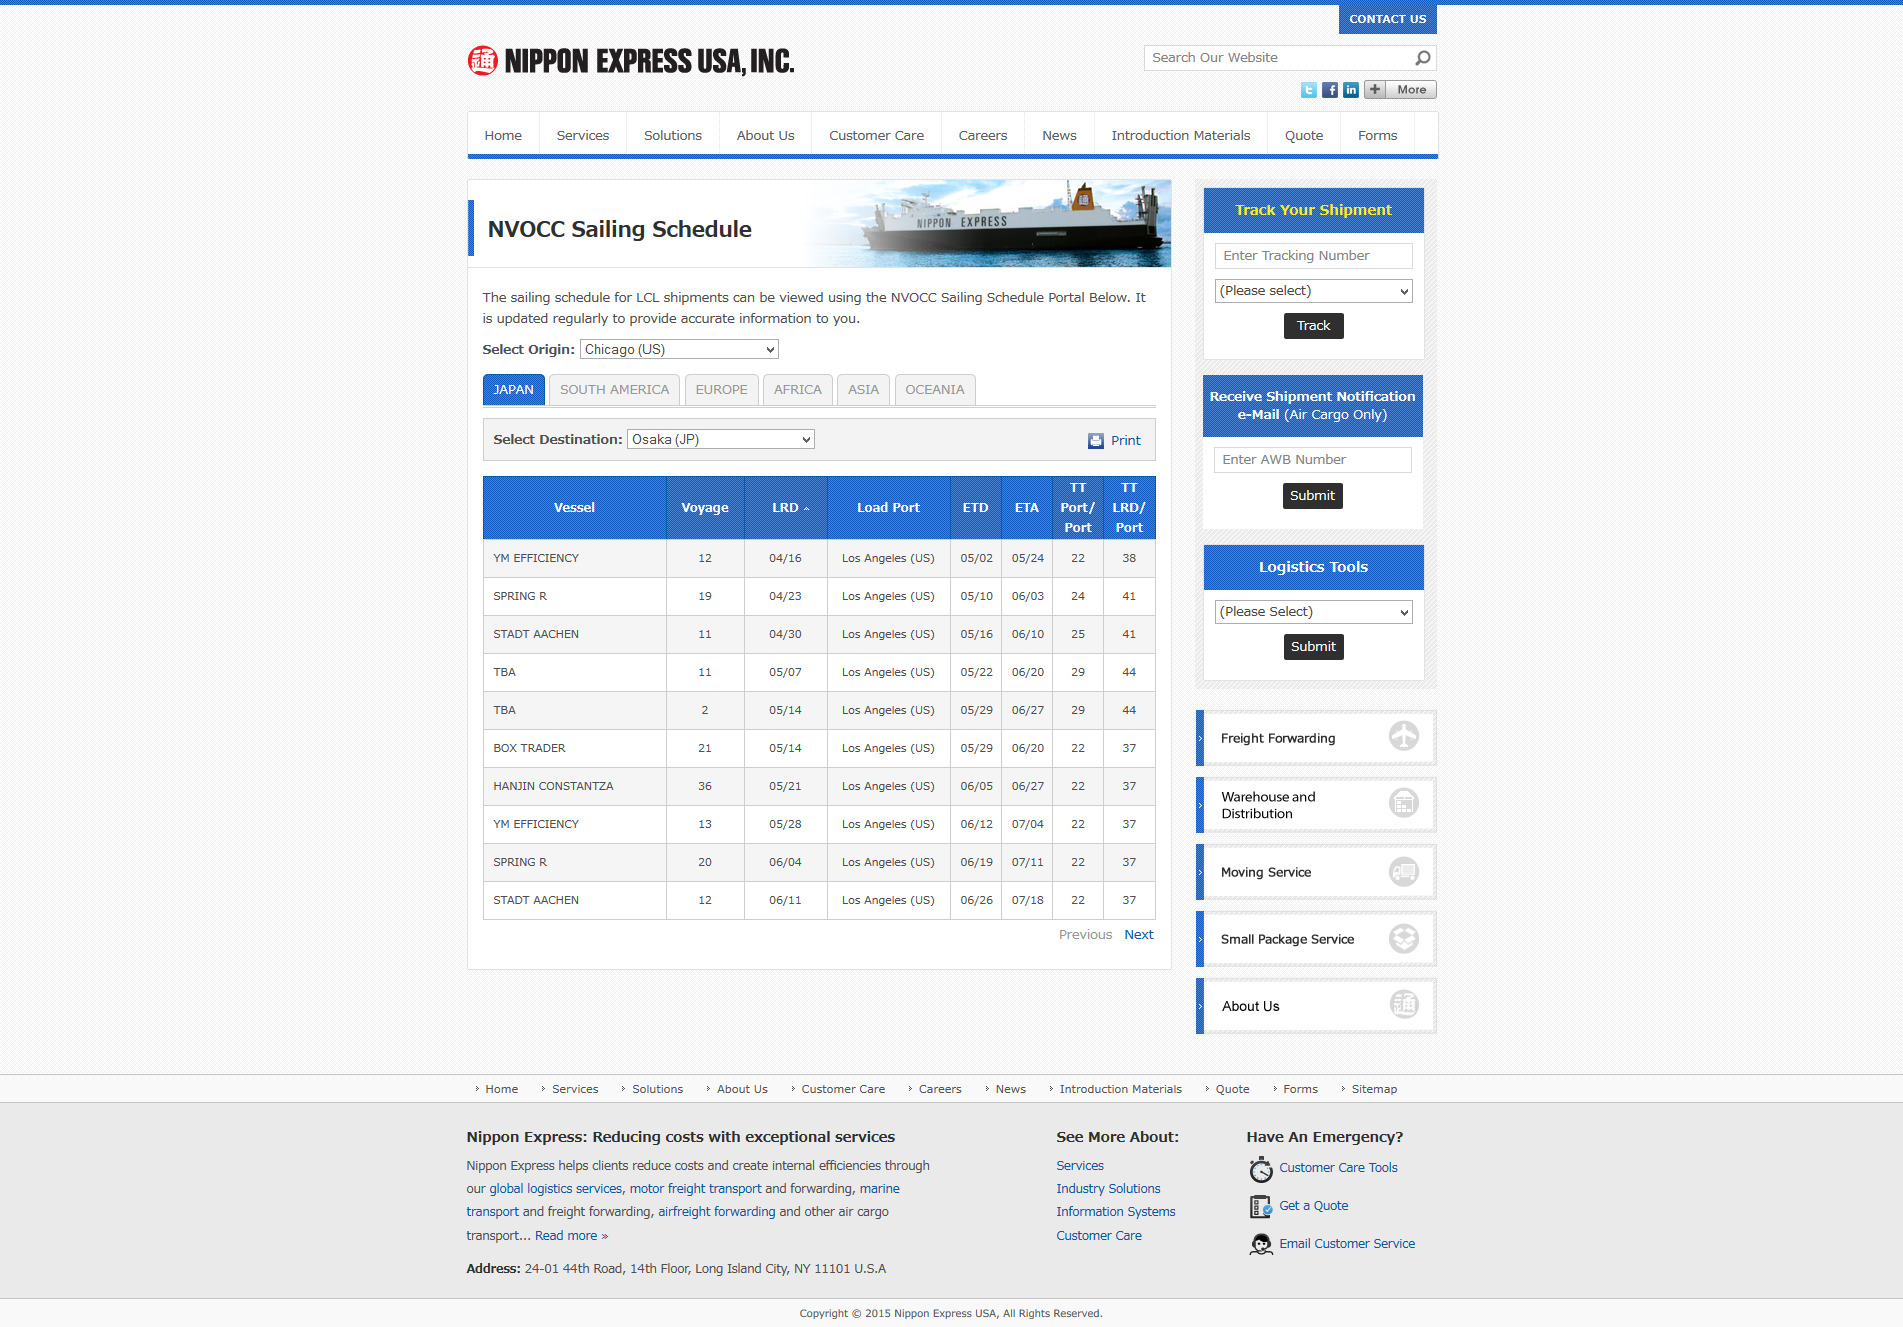 CONTACT US
NIPPON EXPRESS USA, INC.
Search Our Website
More
Home Services Solutions About Us Customer Care Careers News Introduction Materials Quote Forms
NVOCC Sailing Schedule
NIPPON EXPRESS
The sailing schedule for LCL shipments can be viewed using the NVOCC Sailing Schedule Portal Below. It
is updated regularly to provide accurate information to you.
Select Origin: Chicago (US)
JAPAN SOUTH AMERICA EUROPE AFRICA ASIA OCEANIA
Select Destination: Osaka (JP) Print
Vessel Voyage LRD Load Port ETD ETA TT Port/ Port TT LRD/ Port
YM EFFICIENCY 12 04/16 Los Angeles (US) 05/02 05/24 22 38
SPRING R 19 04/23 Los Angeles (US) 05/10 06/03 24 41
STADT AACHEN 11 04/30 Los Angeles (US) 05/16 06/10 25 41
TBA 11 05/07 Los Angeles (US) 05/22 06/20 29 44
TBA 2 05/14 Los Angeles (US) 05/29 06/27 29 44
BOX TRADER 21 05/14 Los Angeles (US) 05/29 06/20 22 37
HANJIN CONSTANTZA 36 05/21 Los Angeles (US) 06/05 06/27 22 37
YM EFFICIENCY 13 05/28 Los Angeles (US) 06/12 07/04 22 37
SPRING R 20 06/04 Los Angeles (US) 06/19 07/11 22 37
STADT AACHEN 12 06/11 Los Angeles (US) 06/26 07/18 22 37
Previous Next
Track Your Shipment
Enter Tracking Number
(Please select)
Track
Receive Shipment Notification
e-Mail (Air Cargo Only)
Enter AWB Number
Submit
Logistics Tools
(Please Select)
Submit
Freight Forwarding
Warehouse and
Distribution
Moving Service
Small Package Service
About Us
Home Services Solutions About Us Customer Care Careers News Introduction Materials Quote Forms Sitemap
Nippon Express: Reducing costs with exceptional services
Nippon Express helps clients reduce costs and create internal efficiencies through
our global logistics services, motor freight transport and forwarding, marine
transport and freight forwarding, airfreight forwarding and other air cargo
transport... Read more »
Address: 24-01 44th Road, 14th Floor, Long Island City, NY 11101 U.S.A
See More About:
Services
Industry Solutions
Information Systems
Customer Care
Have An Emergency?
Customer Care Tools
Get a Quote
Email Customer Service
Copyright © 2015 Nippon Express USA, All Rights Reserved.